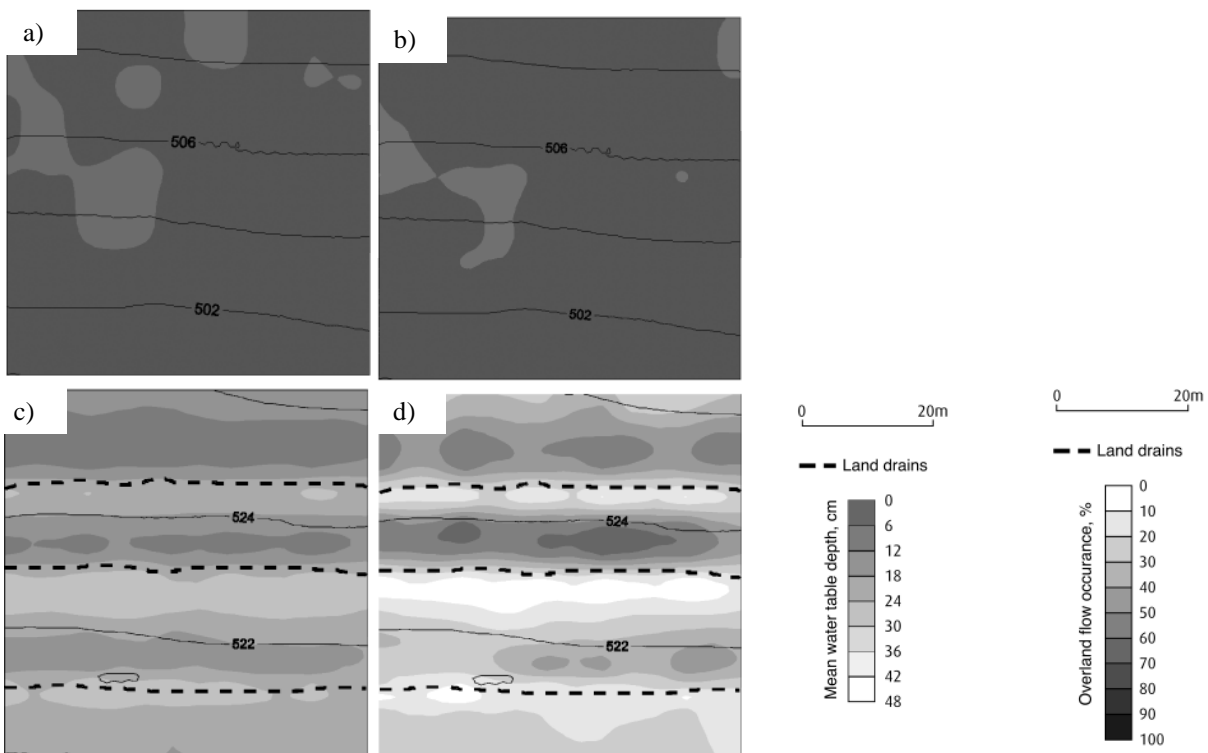 a)
b)
506
506
502
502
c)
d)
524
524
522
522
0 20m
Land drains
Mean water table depth, cm
0
6
12
18
24
30
36
42
48
0 20m
Land drains
Overland flow occurance, %
0
10
20
30
40
50
60
70
80
90
100